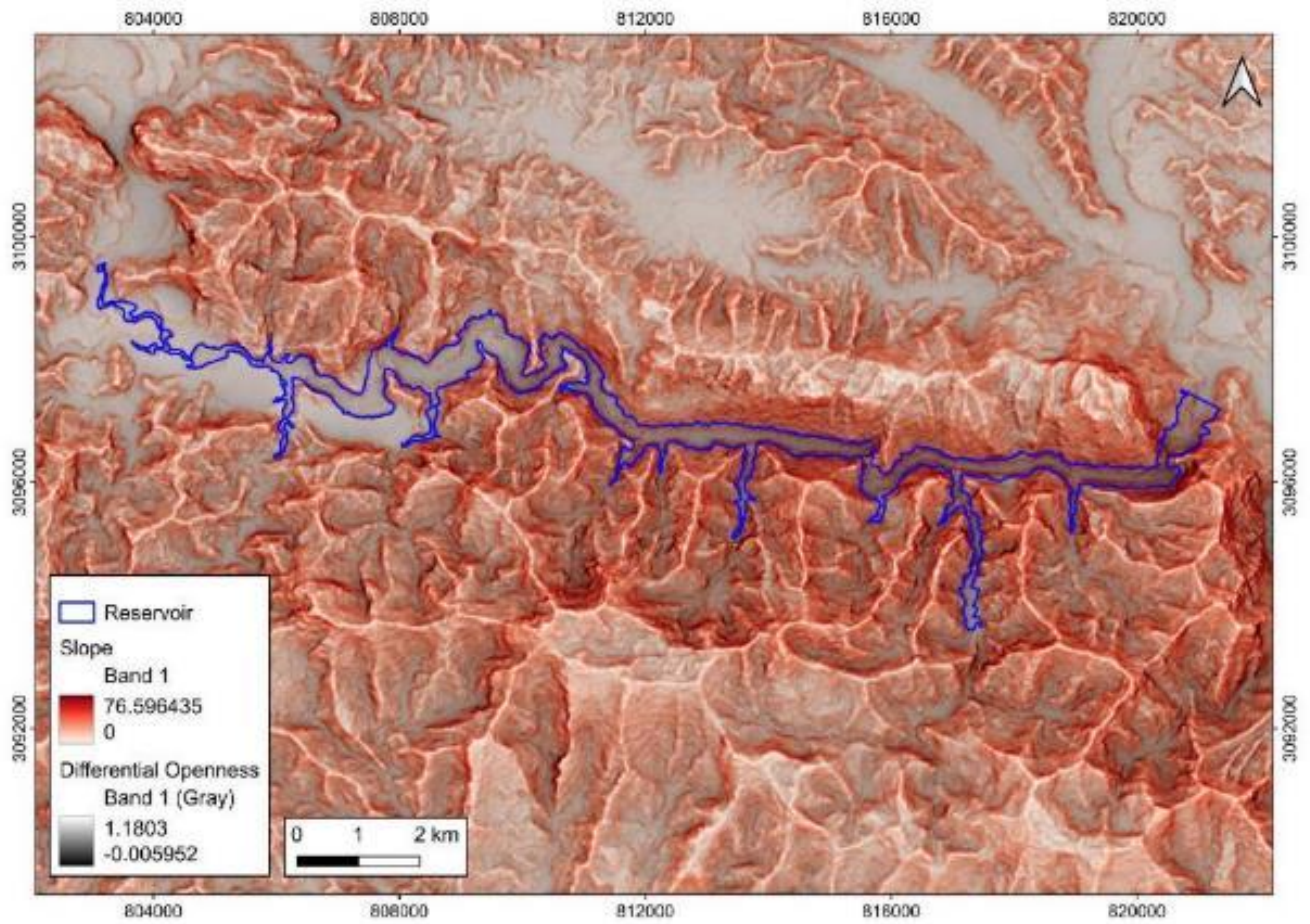 804000 808000 812000 816000 820000
3100000 3100000
3096000 3096000
3092000 3092000
Reservoir
Slope
Band 1
76.596435
0
Differential Openness
Band 1 (Gray)
1.1803
-0.005952
0 1 2 km
804000 808000 812000 816000 820000